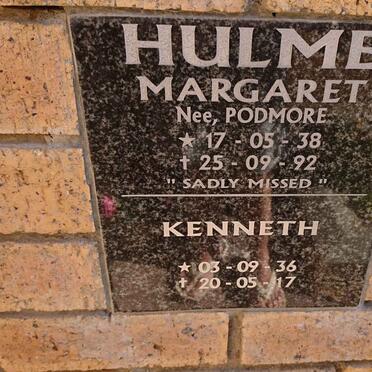 HULME
MARGARET
Nee, PODMORE
★ 17 - 05 - 38
† 25 - 09 - 92
" SADLY MISSED "
KENNETH
★ 03 - 09 - 36
† 20 - 05 - 17